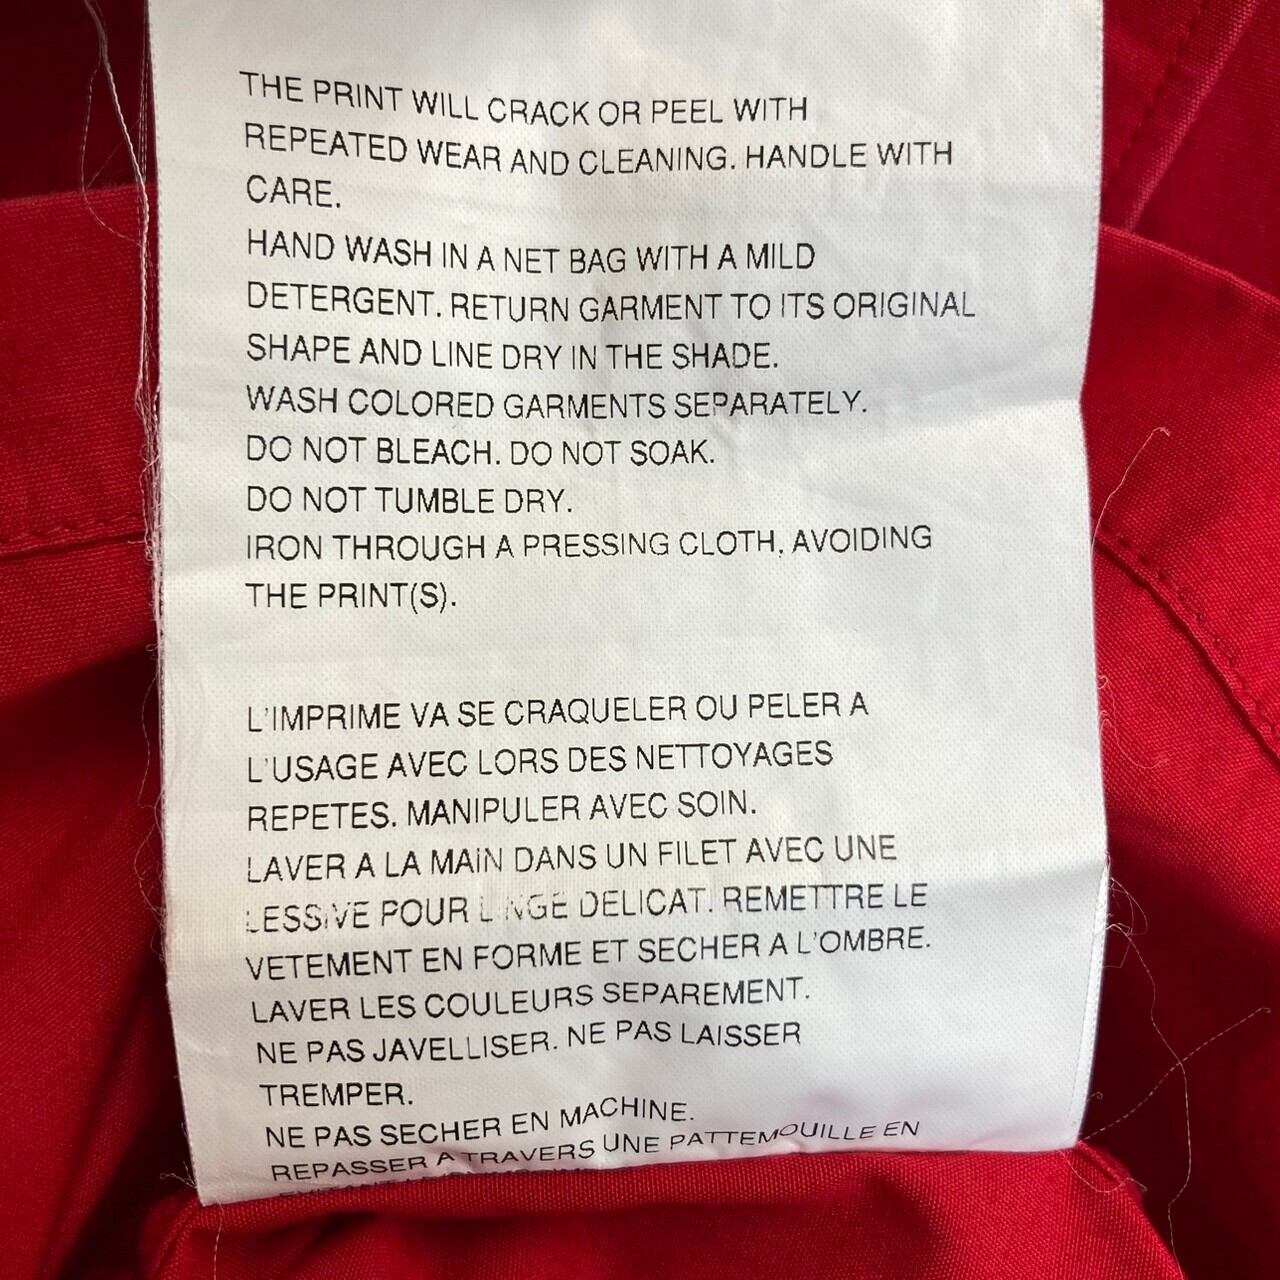 THE PRINT WILL CRACK OR PEEL WITH
REPEATED WEAR AND CLEANING. HANDLE WITH
CARE.
HAND WASH IN A NET BAG WITH A MILD
DETERGENT. RETURN GARMENT TO ITS ORIGINAL
SHAPE AND LINE DRY IN THE SHADE.
WASH COLORED GARMENTS SEPARATELY.
DO NOT BLEACH. DO NOT SOAK.
DO NOT TUMBLE DRY.
IRON THROUGH A PRESSING CLOTH, AVOIDING
THE PRINT(S).
L'IMPRIME VA SE CRAQUELER OU PELER A
L'USAGE AVEC LORS DES NETTOYAGES
REPETES. MANIPULER AVEC SOIN.
LAVER A LA MAIN DANS UN FILET AVEC UNE
LESSIVE POUR LINGE DELICAT. REMETTRE LE
VETEMENT EN FORME ET SECHER A L'OMBRE.
LAVER LES COULEURS SEPAREMENT.
NE PAS JAVELLISER. NE PAS LAISSER
TREMPER.
NE PAS SECHER EN MACHINE.
REPASSER A TRAVERS UNE PATTEMOUILLE EN